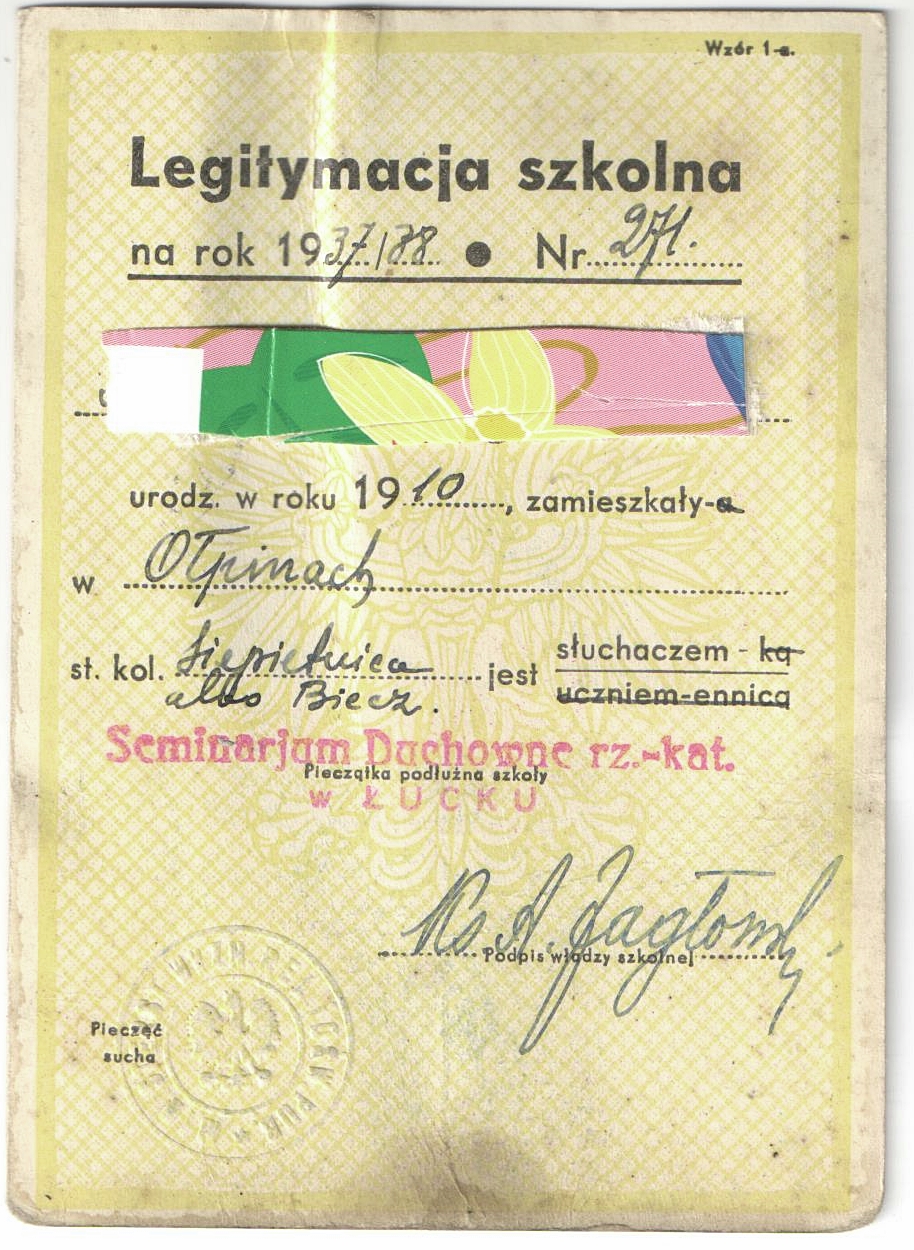 Wzór 1-a.
Legitymacja szkolna
na rok 1937/38 ● Nr 271.
urodz. w roku 1910, zamieszkały-a
w Ołpinach
st. kol. Siepietnica jest słuchaczem - ką
albo Biecz. uczniem-ennicą
Seminarjum Duchowne rz.-kat.
Pieczątka podłużna szkoły
w ŁUCKU
Ks A. Jagłowski
Podpis władzy szkolnej
Pieczęć
sucha